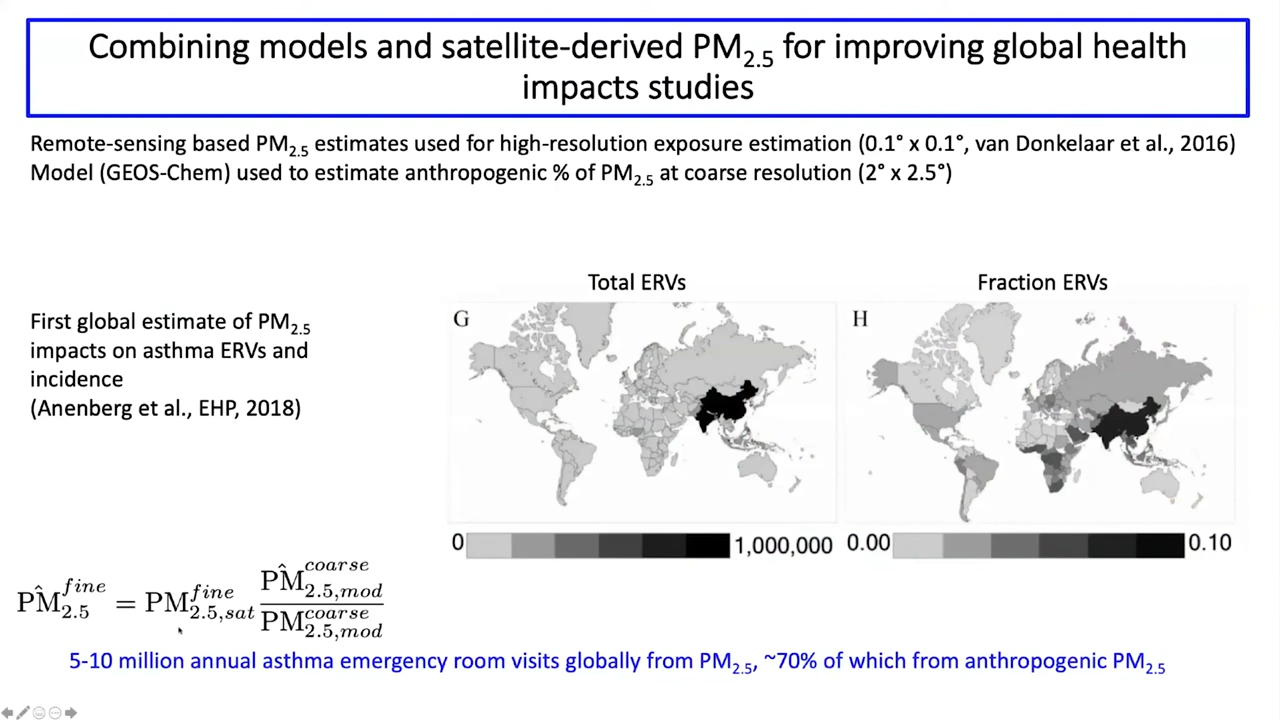 Combining models and satellite-derived PM₂.₅ for improving global health
impacts studies
Remote-sensing based PM₂.₅ estimates used for high-resolution exposure estimation (0.1° x 0.1°, van Donkelaar et al., 2016)
Model (GEOS-Chem) used to estimate anthropogenic % of PM₂.₅ at coarse resolution (2° x 2.5°)
First global estimate of PM₂.₅
impacts on asthma ERVs and
incidence
(Anenberg et al., EHP, 2018)
Total ERVs
G
0 1,000,000
Fraction ERVs
H
0.00 0.10
PM̂₂.₅^fine = PM₂.₅,sat^fine PM̂₂.₅,mod^coarse / PM₂.₅,mod^coarse
5-10 million annual asthma emergency room visits globally from PM₂.₅, ~70% of which from anthropogenic PM₂.₅